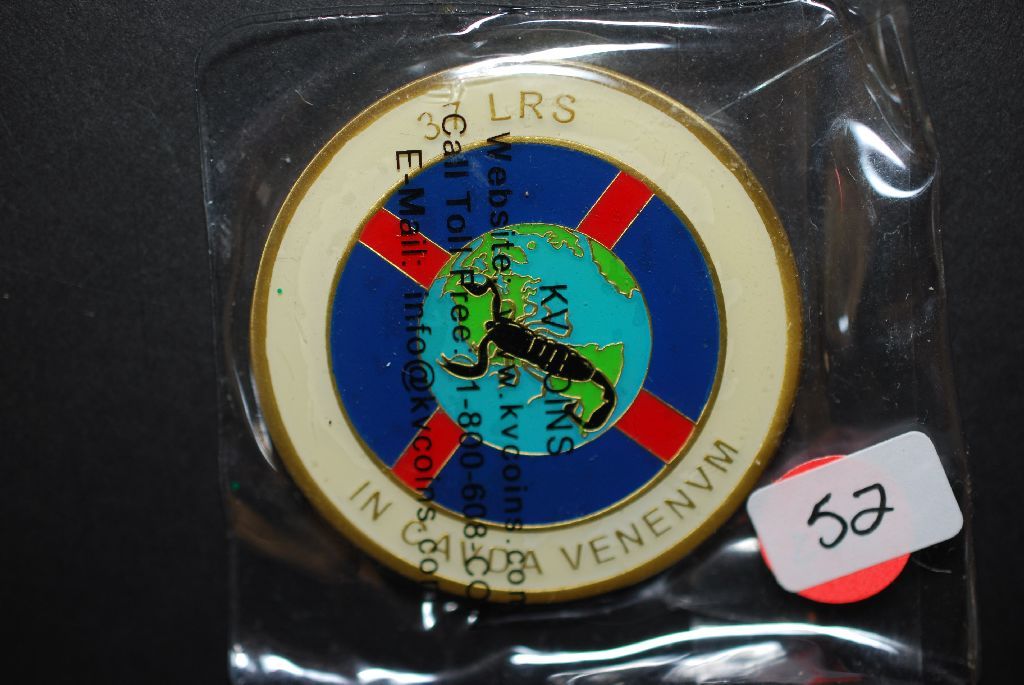 37 LRS
KV COINS
Website: www.kvcoins.com
Call Toll Free: 1-800-608-CO
E-Mail: info@kvcoins.com
IN CAVDA VENENVM
52